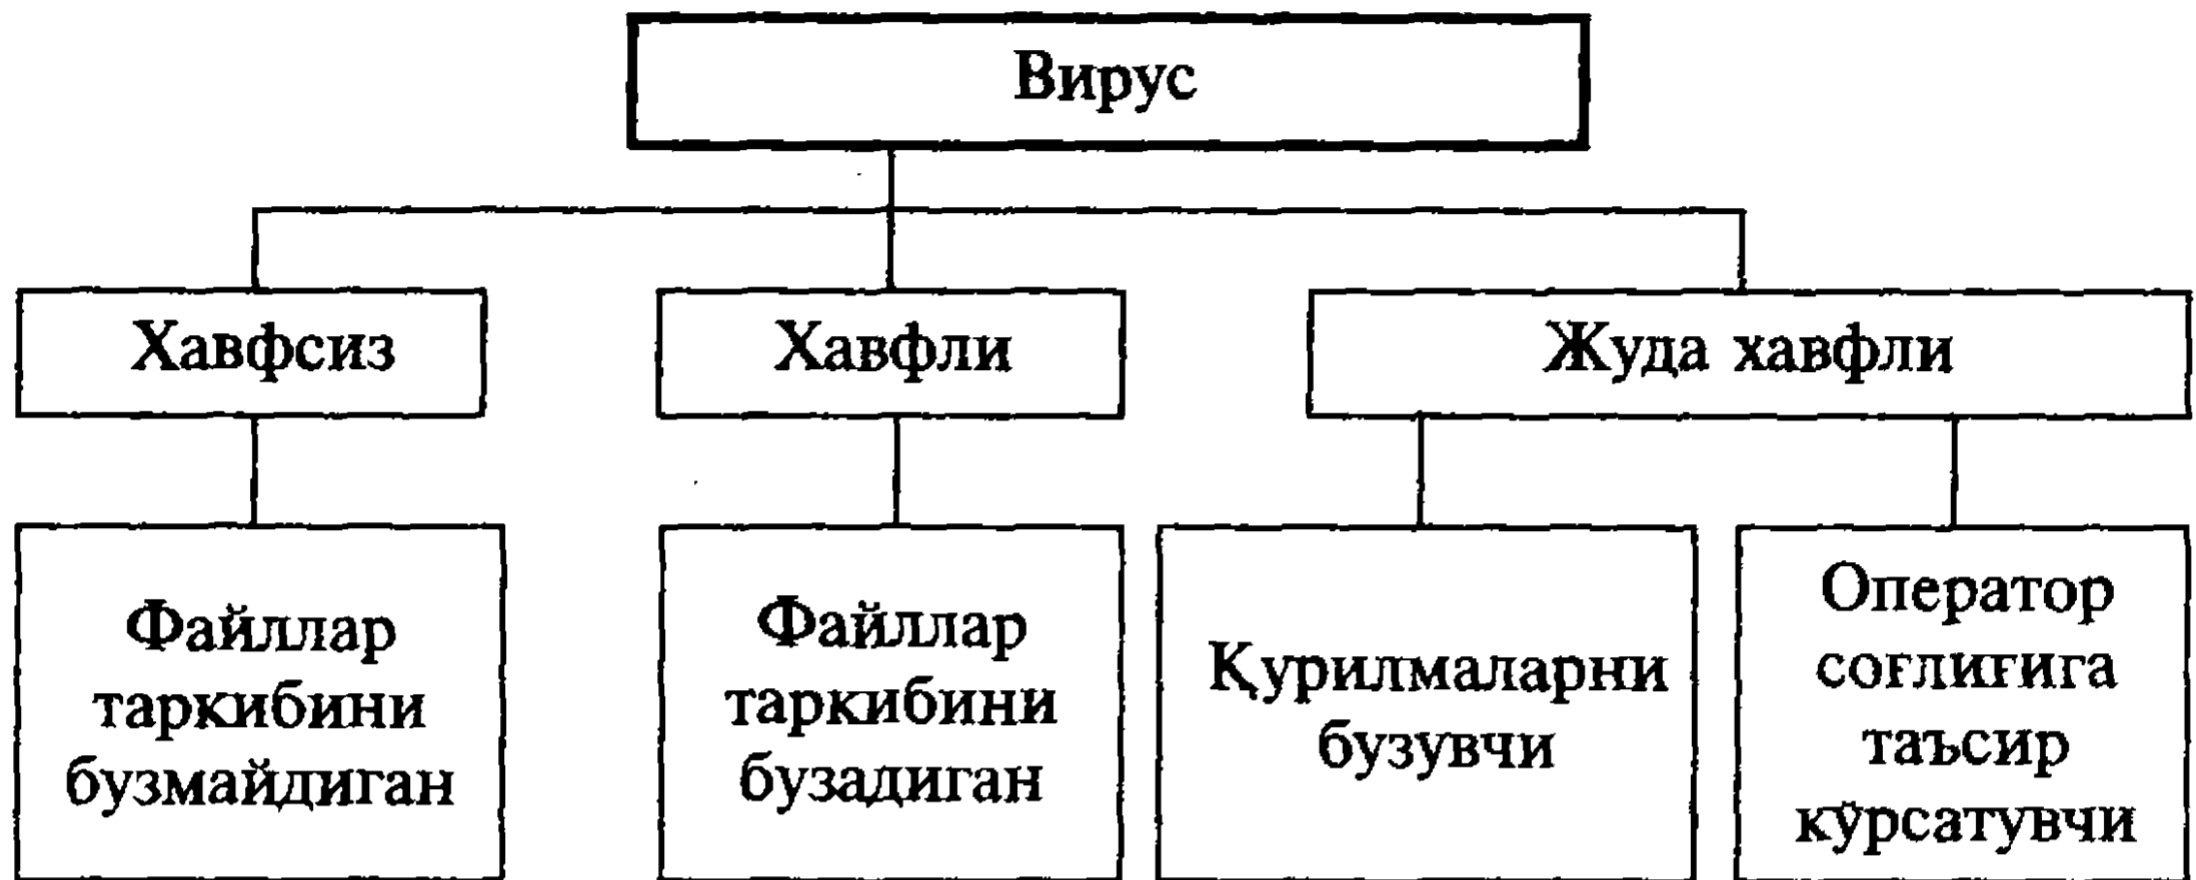 Вирус
Хавфсиз
Хавфли
Жуда хавфли
Файллар
таркибини
бузмайдиган
Файллар
таркибини
бузадиган
Қурилмаларни
бузувчи
Оператор
соғлиғига
таъсир
кўрсатувчи